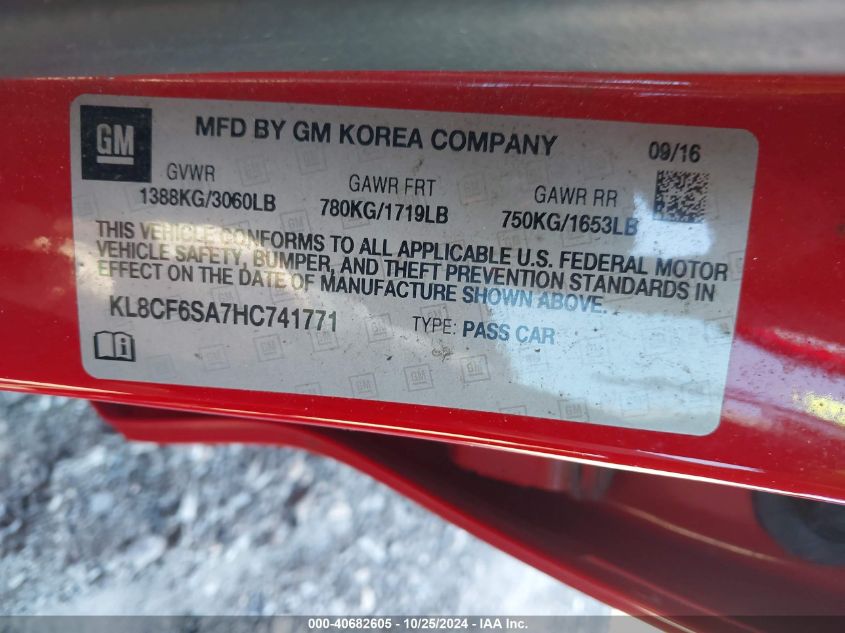 GM
MFD BY GM KOREA COMPANY
09/16
GVWR
1388KG/3060LB
GAWR FRT
780KG/1719LB
GAWR RR
750KG/1653LB
THIS VEHICLE CONFORMS TO ALL APPLICABLE U.S. FEDERAL MOTOR
VEHICLE SAFETY, BUMPER, AND THEFT PREVENTION STANDARDS IN
EFFECT ON THE DATE OF MANUFACTURE SHOWN ABOVE.
KL8CF6SA7HC741771
TYPE: PASS CAR
000-40682605 - 10/25/2024 - IAA Inc.